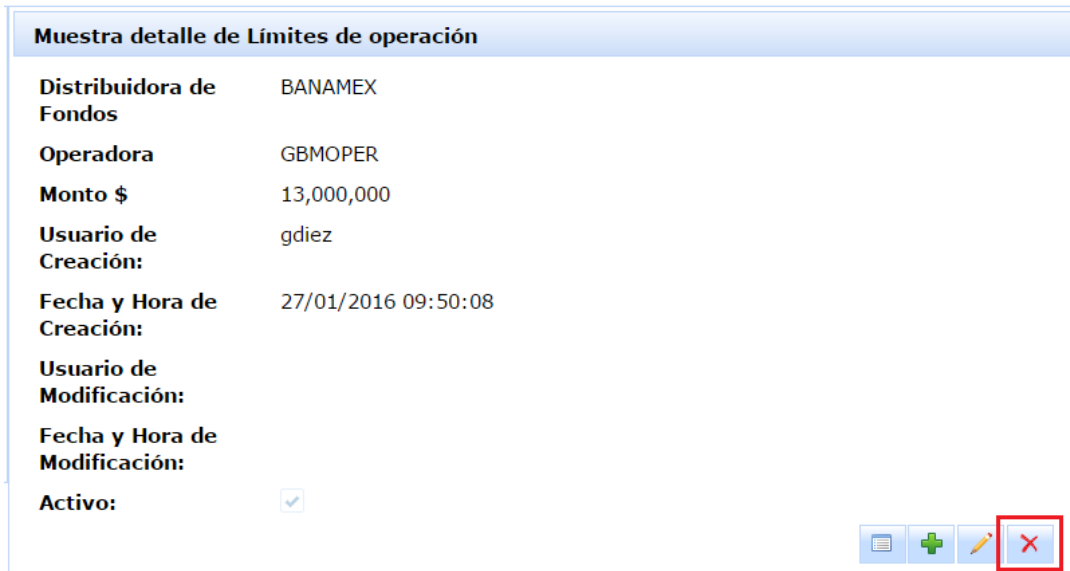 Muestra detalle de Límites de operación
Distribuidora de Fondos BANAMEX
Operadora GBMOPER
Monto $ 13,000,000
Usuario de Creación: gdiez
Fecha y Hora de Creación: 27/01/2016 09:50:08
Usuario de Modificación:
Fecha y Hora de Modificación:
Activo: